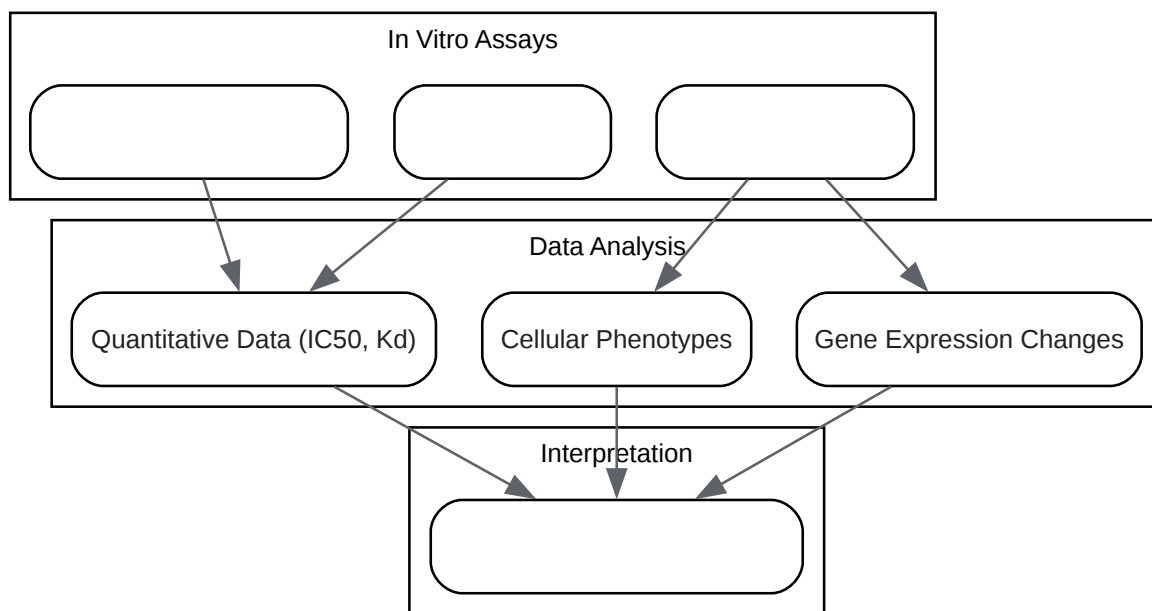 In Vitro Assays
Data Analysis
Quantitative Data (IC50, Kd)
Cellular Phenotypes
Gene Expression Changes
Interpretation